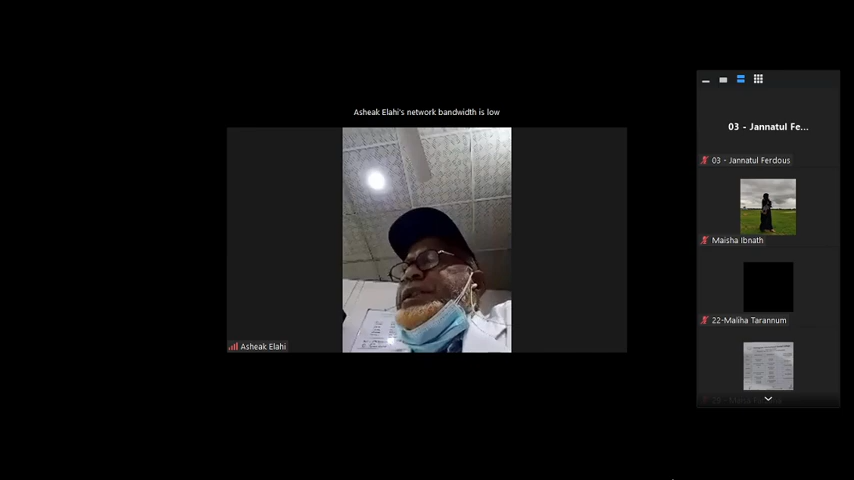 Asheak Elahi's network bandwidth is low
Asheak Elahi
03 - Jannatul Fe...
03 - Jannatul Ferdous
Maisha Ibnath
22-Maliha Tarannum